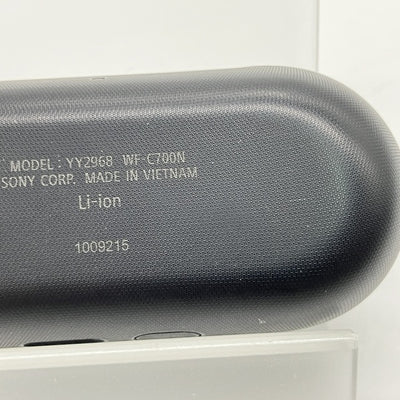 MODEL: YY2968 WF-C700N
SONY CORP. MADE IN VIETNAM
Li-ion
1009215